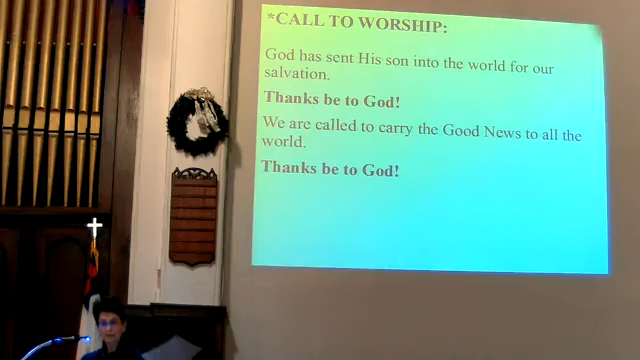 *CALL TO WORSHIP:
God has sent His son into the world for our
salvation.
Thanks be to God!
We are called to carry the Good News to all the
world.
Thanks be to God!